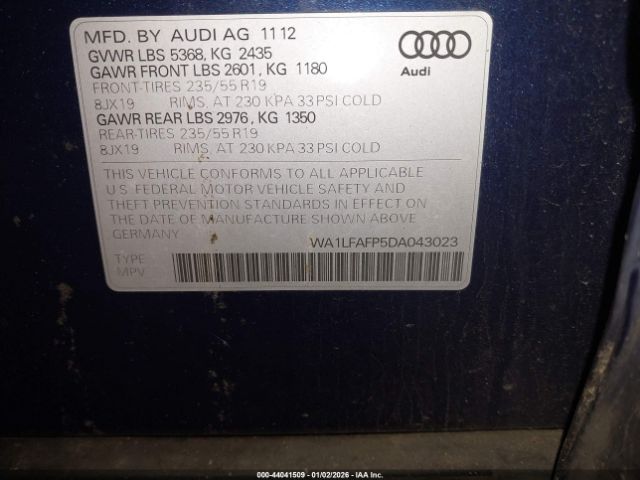 MFD. BY AUDI AG 11 12
GVWR LBS 5368, KG 2435
GAWR FRONT LBS 2601, KG 1180
FRONT-TIRES 235/55 R19
8JX19 RIMS, AT 230 KPA 33 PSI COLD
GAWR REAR LBS 2976, KG 1350
REAR-TIRES 235/55 R19
8JX19 RIMS, AT 230 KPA 33 PSI COLD
Audi
THIS VEHICLE CONFORMS TO ALL APPLICABLE
U.S. FEDERAL MOTOR VEHICLE SAFETY AND
THEFT PREVENTION STANDARDS IN EFFECT ON
THE DATE OF MANUFACTURE SHOWN ABOVE
GERMANY
WA1LFAFP5DA043023
TYPE:
MPV
000-44041509 - 01/02/2026 - Copyright © IAA, Inc.